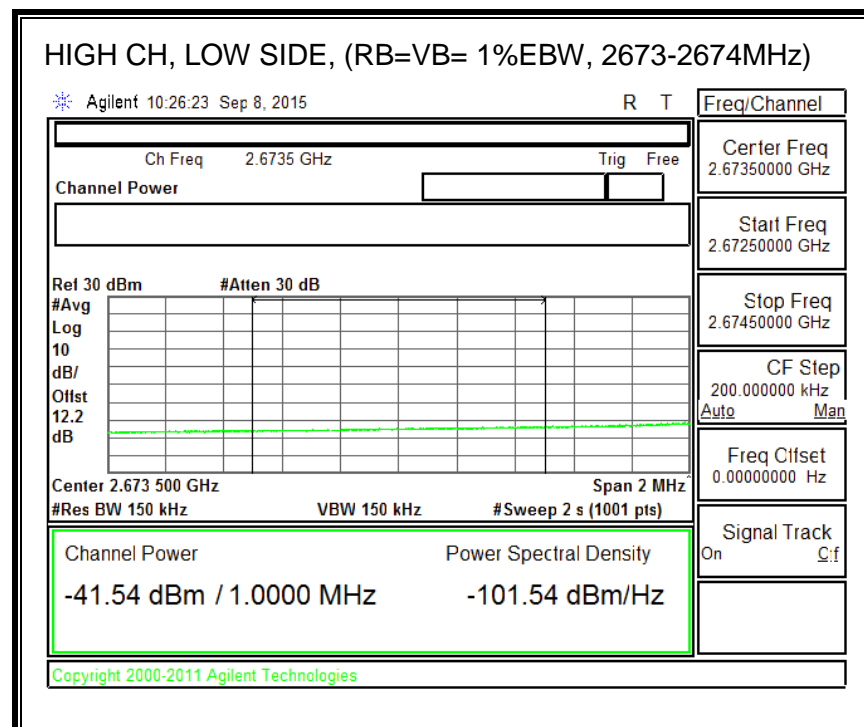 HIGH CH, LOW SIDE, (RB=VB= 1%EBW, 2673-2674MHz)
Agilent 10:26:23 Sep 8, 2015 R T
Ch Freq 2.6735 GHz Trig Free
Channel Power
Ref 30 dBm #Atten 30 dB
#Avg
Log
10
dB/
Offst
12.2
dB
Center 2.673 500 GHz Span 2 MHz
#Res BW 150 kHz VBW 150 kHz #Sweep 2 s (1001 pts)
Channel Power Power Spectral Density
-41.54 dBm / 1.0000 MHz -101.54 dBm/Hz
Copyright 2000-2011 Agilent Technologies
Freq/Channel
Center Freq
2.67350000 GHz
Start Freq
2.67250000 GHz
Stop Freq
2.67450000 GHz
CF Step
200.000000 kHz
Auto Man
Freq Offset
0.00000000 Hz
Signal Track
On Off